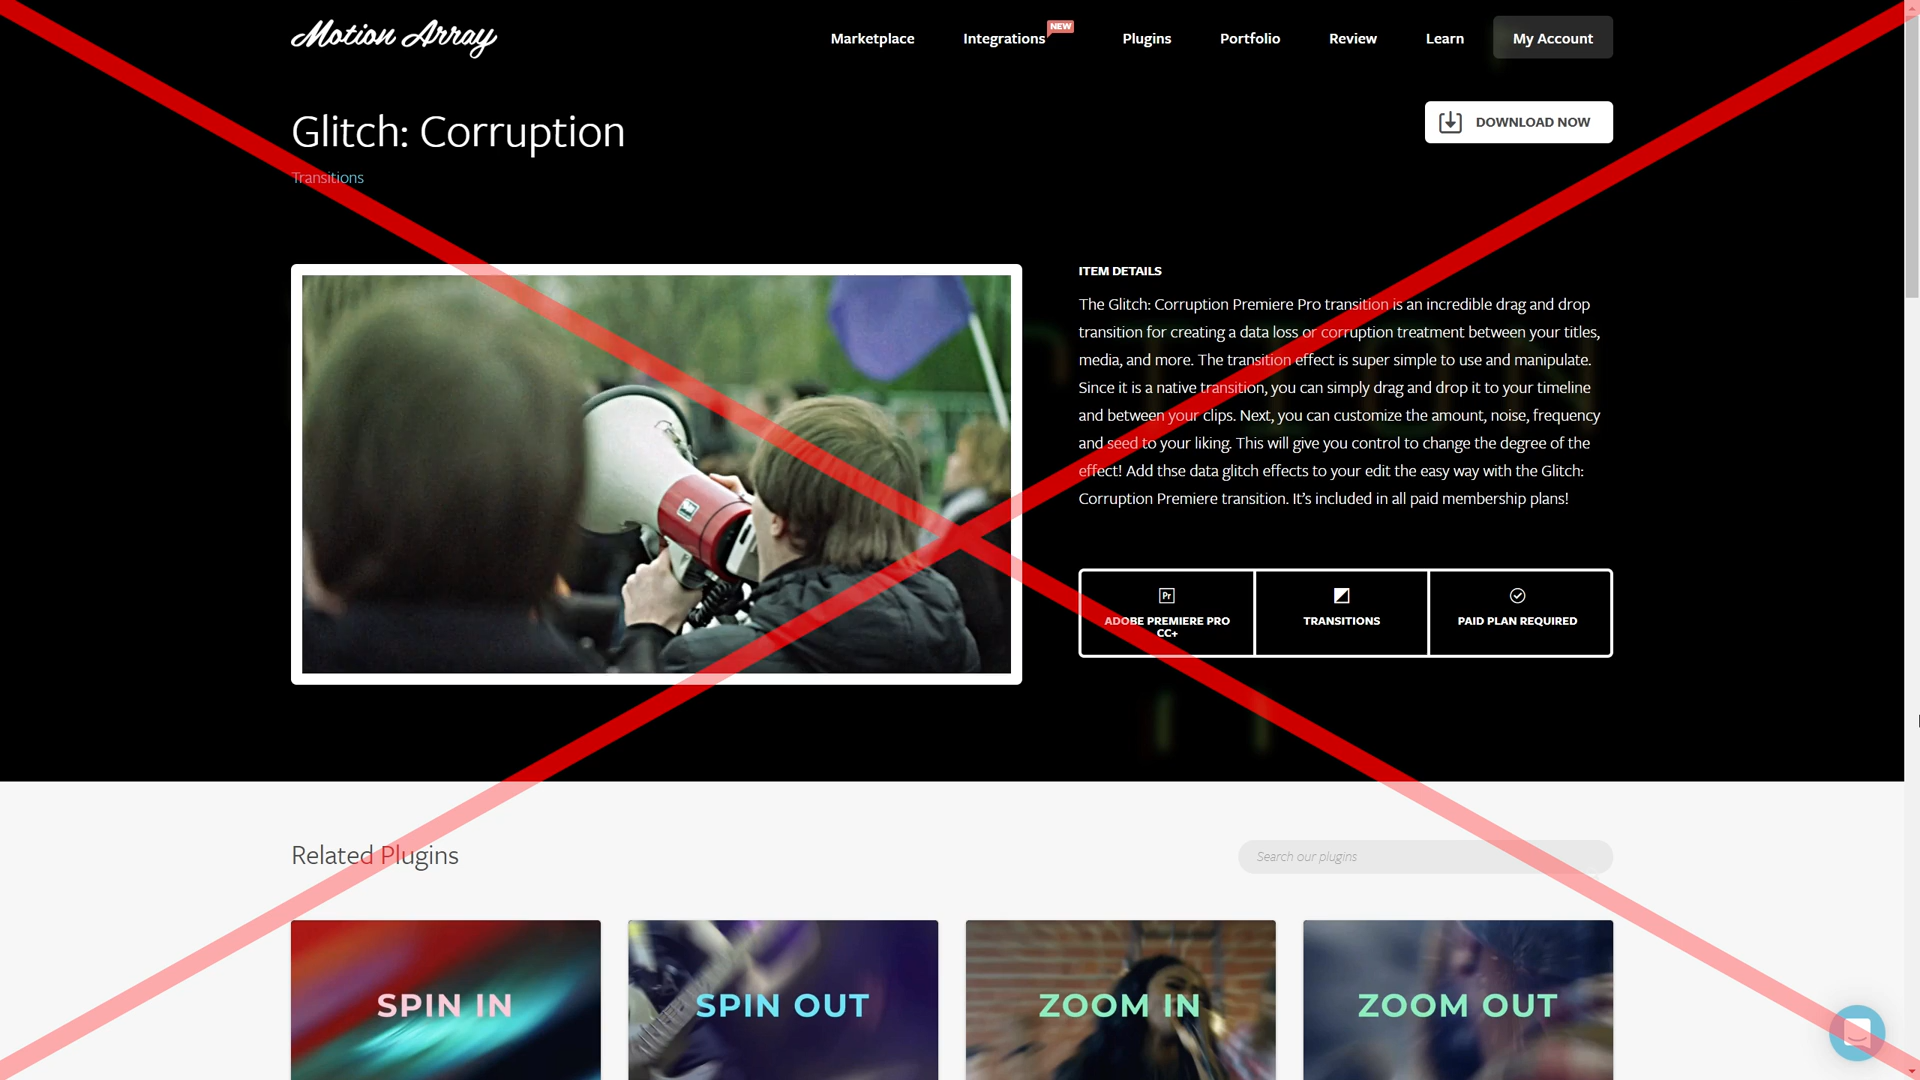 Motion Array
Marketplace
Integrations
NEW
Plugins
Portfolio
Review
Learn
My Account
Glitch: Corruption
DOWNLOAD NOW
Transitions
ITEM DETAILS
The Glitch: Corruption Premiere Pro transition is an incredible drag and drop
transition for creating a data loss or corruption treatment between your titles,
media, and more. The transition effect is super simple to use and manipulate.
Since it is a native transition, you can simply drag and drop it to your timeline
and between your clips. Next, you can customize the amount, noise, frequency
and seed to your liking. This will give you control to change the degree of the
effect! Add thse data glitch effects to your edit the easy way with the Glitch:
Corruption Premiere transition. It’s included in all paid membership plans!
Pr
ADOBE PREMIERE PRO
CC+
TRANSITIONS
PAID PLAN REQUIRED
Related Plugins
Search our plugins
SPIN IN
SPIN OUT
ZOOM IN
ZOOM OUT